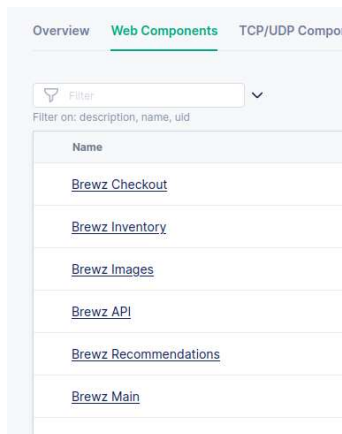 Overview Web Components TCP/UDP Compo
Filter
Filter on: description, name, uid
Name
Brewz Checkout
Brewz Inventory
Brewz Images
Brewz API
Brewz Recommendations
Brewz Main